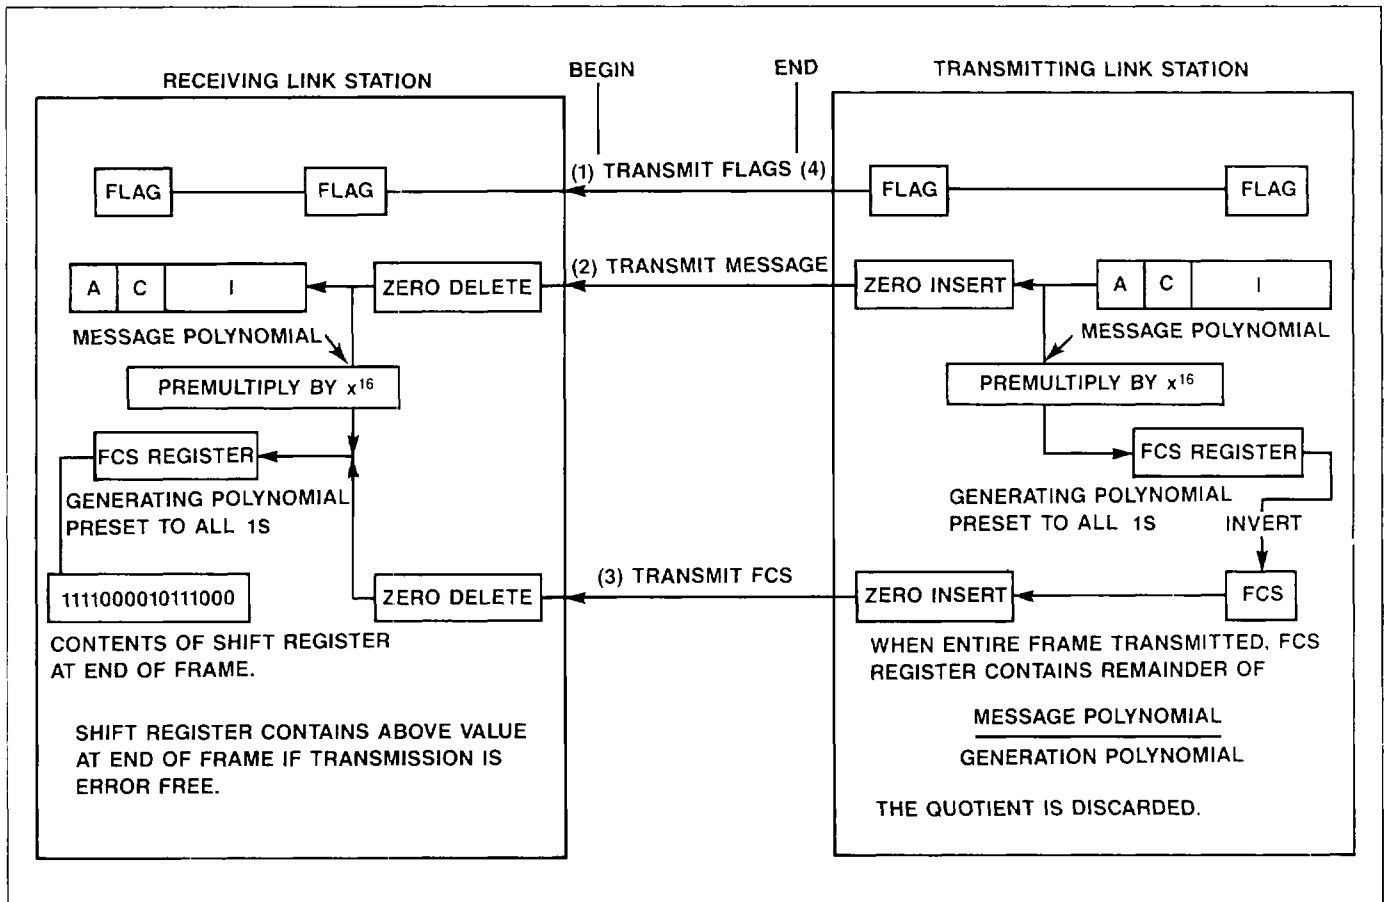 RECEIVING LINK STATION
BEGIN
END
TRANSMITTING LINK STATION
FLAG
FLAG
(1) TRANSMIT FLAGS (4)
FLAG
FLAG
A
C
I
ZERO DELETE
(2) TRANSMIT MESSAGE
ZERO INSERT
A
C
I
MESSAGE POLYNOMIAL
MESSAGE POLYNOMIAL
PREMULTIPLY BY x¹⁶
PREMULTIPLY BY x¹⁶
FCS REGISTER
FCS REGISTER
GENERATING POLYNOMIAL
PRESET TO ALL 1S
GENERATING POLYNOMIAL
PRESET TO ALL 1S
INVERT
1111000010111000
ZERO DELETE
(3) TRANSMIT FCS
ZERO INSERT
FCS
CONTENTS OF SHIFT REGISTER
AT END OF FRAME.
WHEN ENTIRE FRAME TRANSMITTED, FCS
REGISTER CONTAINS REMAINDER OF
SHIFT REGISTER CONTAINS ABOVE VALUE
AT END OF FRAME IF TRANSMISSION IS
ERROR FREE.
MESSAGE POLYNOMIAL
GENERATION POLYNOMIAL
THE QUOTIENT IS DISCARDED.